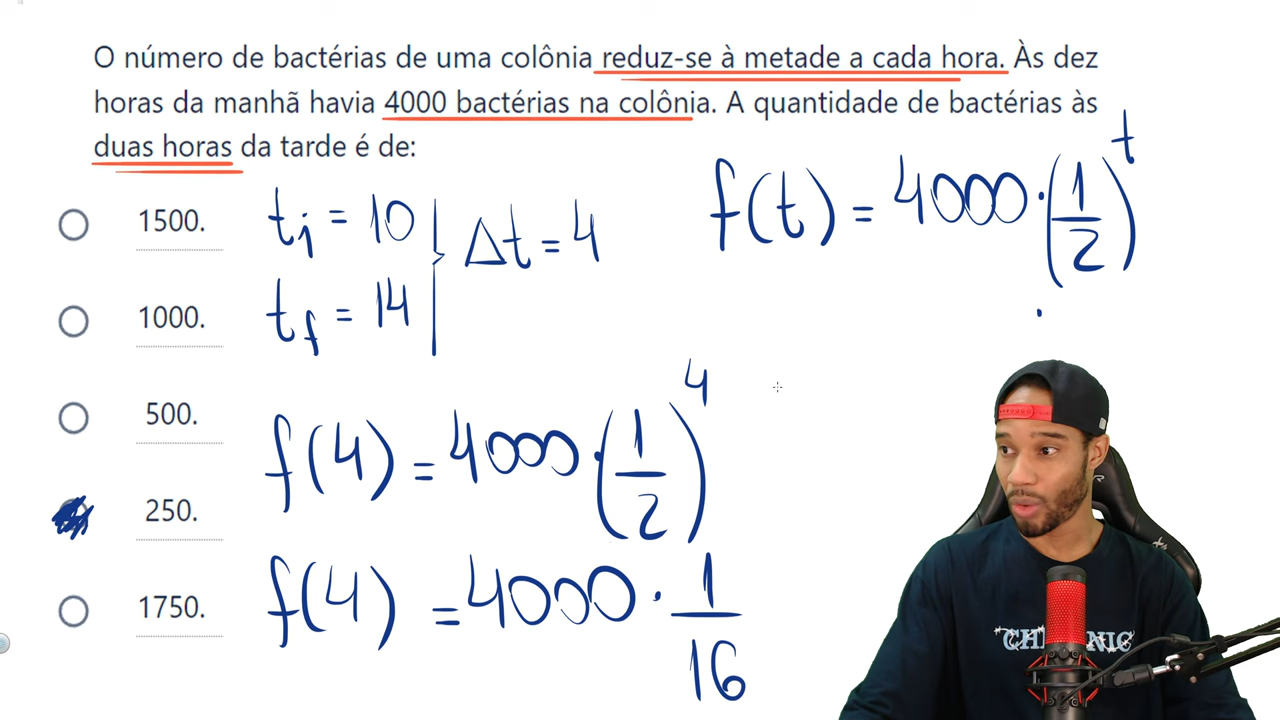 O número de bactérias de uma colônia reduz-se à metade a cada hora. Às dez
horas da manhã havia 4000 bactérias na colônia. A quantidade de bactérias às
duas horas da tarde é de:
f(t) = 4000 · (1/2)^t
1500.
t_i = 10
Δt = 4
1000.
t_f = 14
500.
f(4) = 4000 · (1/2)^4
250.
1750.
f(4) = 4000 · 1/16